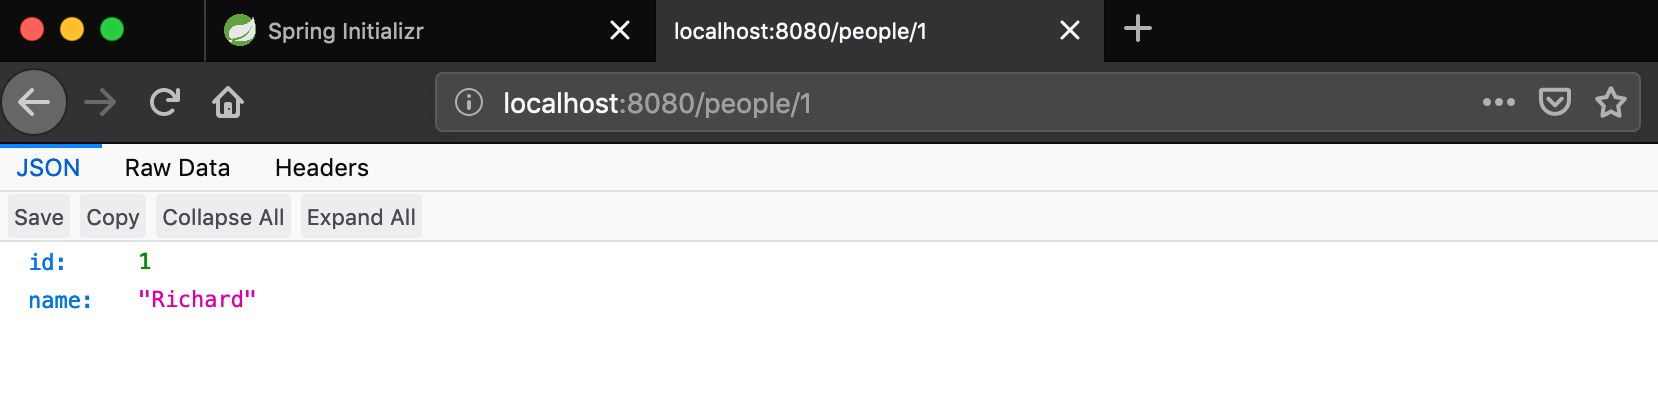 Spring Initializr
localhost:8080/people/1
localhost:8080/people/1
JSON Raw Data Headers
Save Copy Collapse All Expand All
id: 1
name: "Richard"